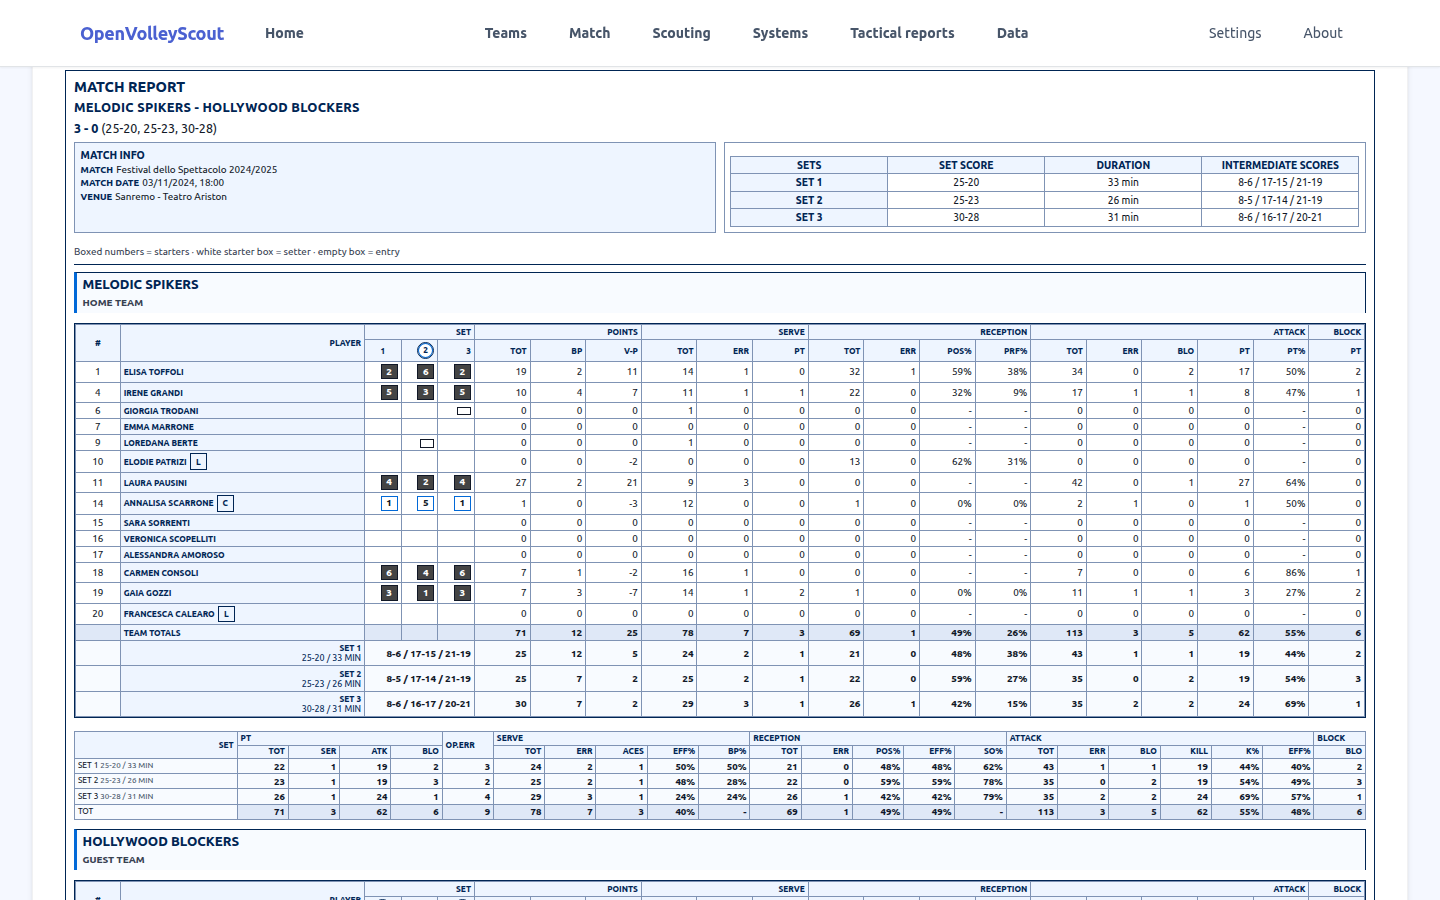 OpenVolleyScout Home Teams Match Scouting Systems Tactical reports Data Settings About
MATCH REPORT
MELODIC SPIKERS - HOLLYWOOD BLOCKERS
3 - 0 (25-20, 25-23, 30-28)
MATCH INFO
MATCH Festival dello Spettacolo 2024/2025
MATCH DATE 03/11/2024, 18:00
VENUE Sanremo - Teatro Ariston
SETS SET SCORE DURATION INTERMEDIATE SCORES
SET 1 25-20 33 min 8-6 / 17-15 / 21-19
SET 2 25-23 26 min 8-5 / 17-14 / 21-19
SET 3 30-28 31 min 8-6 / 16-17 / 20-21
Boxed numbers = starters · white starter box = setter · empty box = entry
MELODIC SPIKERS
HOME TEAM
# PLAYER SET POINTS SERVE RECEPTION ATTACK BLOCK
1 2 3 TOT BP V-P TOT ERR PT TOT ERR POS% PRF% TOT ERR BLO PT PT% PT
1 ELISA TOFFOLI 2 6 2 19 2 11 14 1 0 32 1 59% 38% 34 0 2 17 50% 2
4 IRENE GRANDI 5 3 5 10 4 7 11 1 1 22 0 32% 9% 17 1 1 8 47% 1
6 GIORGIA TRODANI 0 0 0 1 0 0 0 0 - - 0 0 0 0 - 0
7 EMMA MARRONE 0 0 0 0 0 0 0 0 - - 0 0 0 0 - 0
9 LOREDANA BERTE 0 0 0 1 0 0 0 0 - - 0 0 0 0 - 0
10 ELODIE PATRIZI L 0 0 -2 0 0 0 13 0 62% 31% 0 0 0 0 - 0
11 LAURA PAUSINI 4 2 4 27 2 21 9 3 0 0 0 - - 42 0 1 27 64% 0
14 ANNALISA SCARRONE C 1 5 1 1 0 -3 12 0 0 1 0 0% 0% 2 1 0 1 50% 0
15 SARA SORRENTI 0 0 0 0 0 0 0 0 - - 0 0 0 0 - 0
16 VERONICA SCOPELLITI 0 0 0 0 0 0 0 0 - - 0 0 0 0 - 0
17 ALESSANDRA AMOROSO 0 0 0 0 0 0 0 0 - - 0 0 0 0 - 0
18 CARMEN CONSOLI 6 4 6 7 1 -2 16 1 0 0 0 - - 7 0 0 6 86% 1
19 GAIA GOZZI 3 1 3 7 3 -7 14 1 2 1 0 0% 0% 11 1 1 3 27% 2
20 FRANCESCA CALEARO L 0 0 0 0 0 0 0 0 - - 0 0 0 0 - 0
TEAM TOTALS 71 12 25 78 7 3 69 1 49% 26% 113 3 5 62 55% 6
SET 1
25-20 / 33 MIN 8-6 / 17-15 / 21-19 25 12 5 24 2 1 21 0 48% 38% 43 1 1 19 44% 2
SET 2
25-23 / 26 MIN 8-5 / 17-14 / 21-19 25 7 2 25 2 1 22 0 59% 27% 35 0 2 19 54% 3
SET 3
30-28 / 31 MIN 8-6 / 16-17 / 20-21 30 7 2 29 3 1 26 1 42% 15% 35 2 2 24 69% 1
SET PT OP.ERR SERVE RECEPTION ATTACK BLOCK
TOT SER ATK BLO TOT ERR ACES EFF% BP% TOT ERR POS% EFF% SO% TOT ERR BLO KILL K% EFF% BLO
SET 1 25-20 / 33 MIN 22 1 19 2 3 24 2 1 50% 50% 21 0 48% 48% 62% 43 1 1 19 44% 40% 2
SET 2 25-23 / 26 MIN 23 1 19 3 2 25 2 1 48% 28% 22 0 59% 59% 78% 35 0 2 19 54% 49% 3
SET 3 30-28 / 31 MIN 26 1 24 1 4 29 3 1 24% 24% 26 1 42% 42% 79% 35 2 2 24 69% 57% 1
TOT 71 3 62 6 9 78 7 3 40% - 69 1 49% 49% - 113 3 5 62 55% 48% 6
HOLLYWOOD BLOCKERS
GUEST TEAM
# PLAYER SET POINTS SERVE RECEPTION ATTACK BLOCK